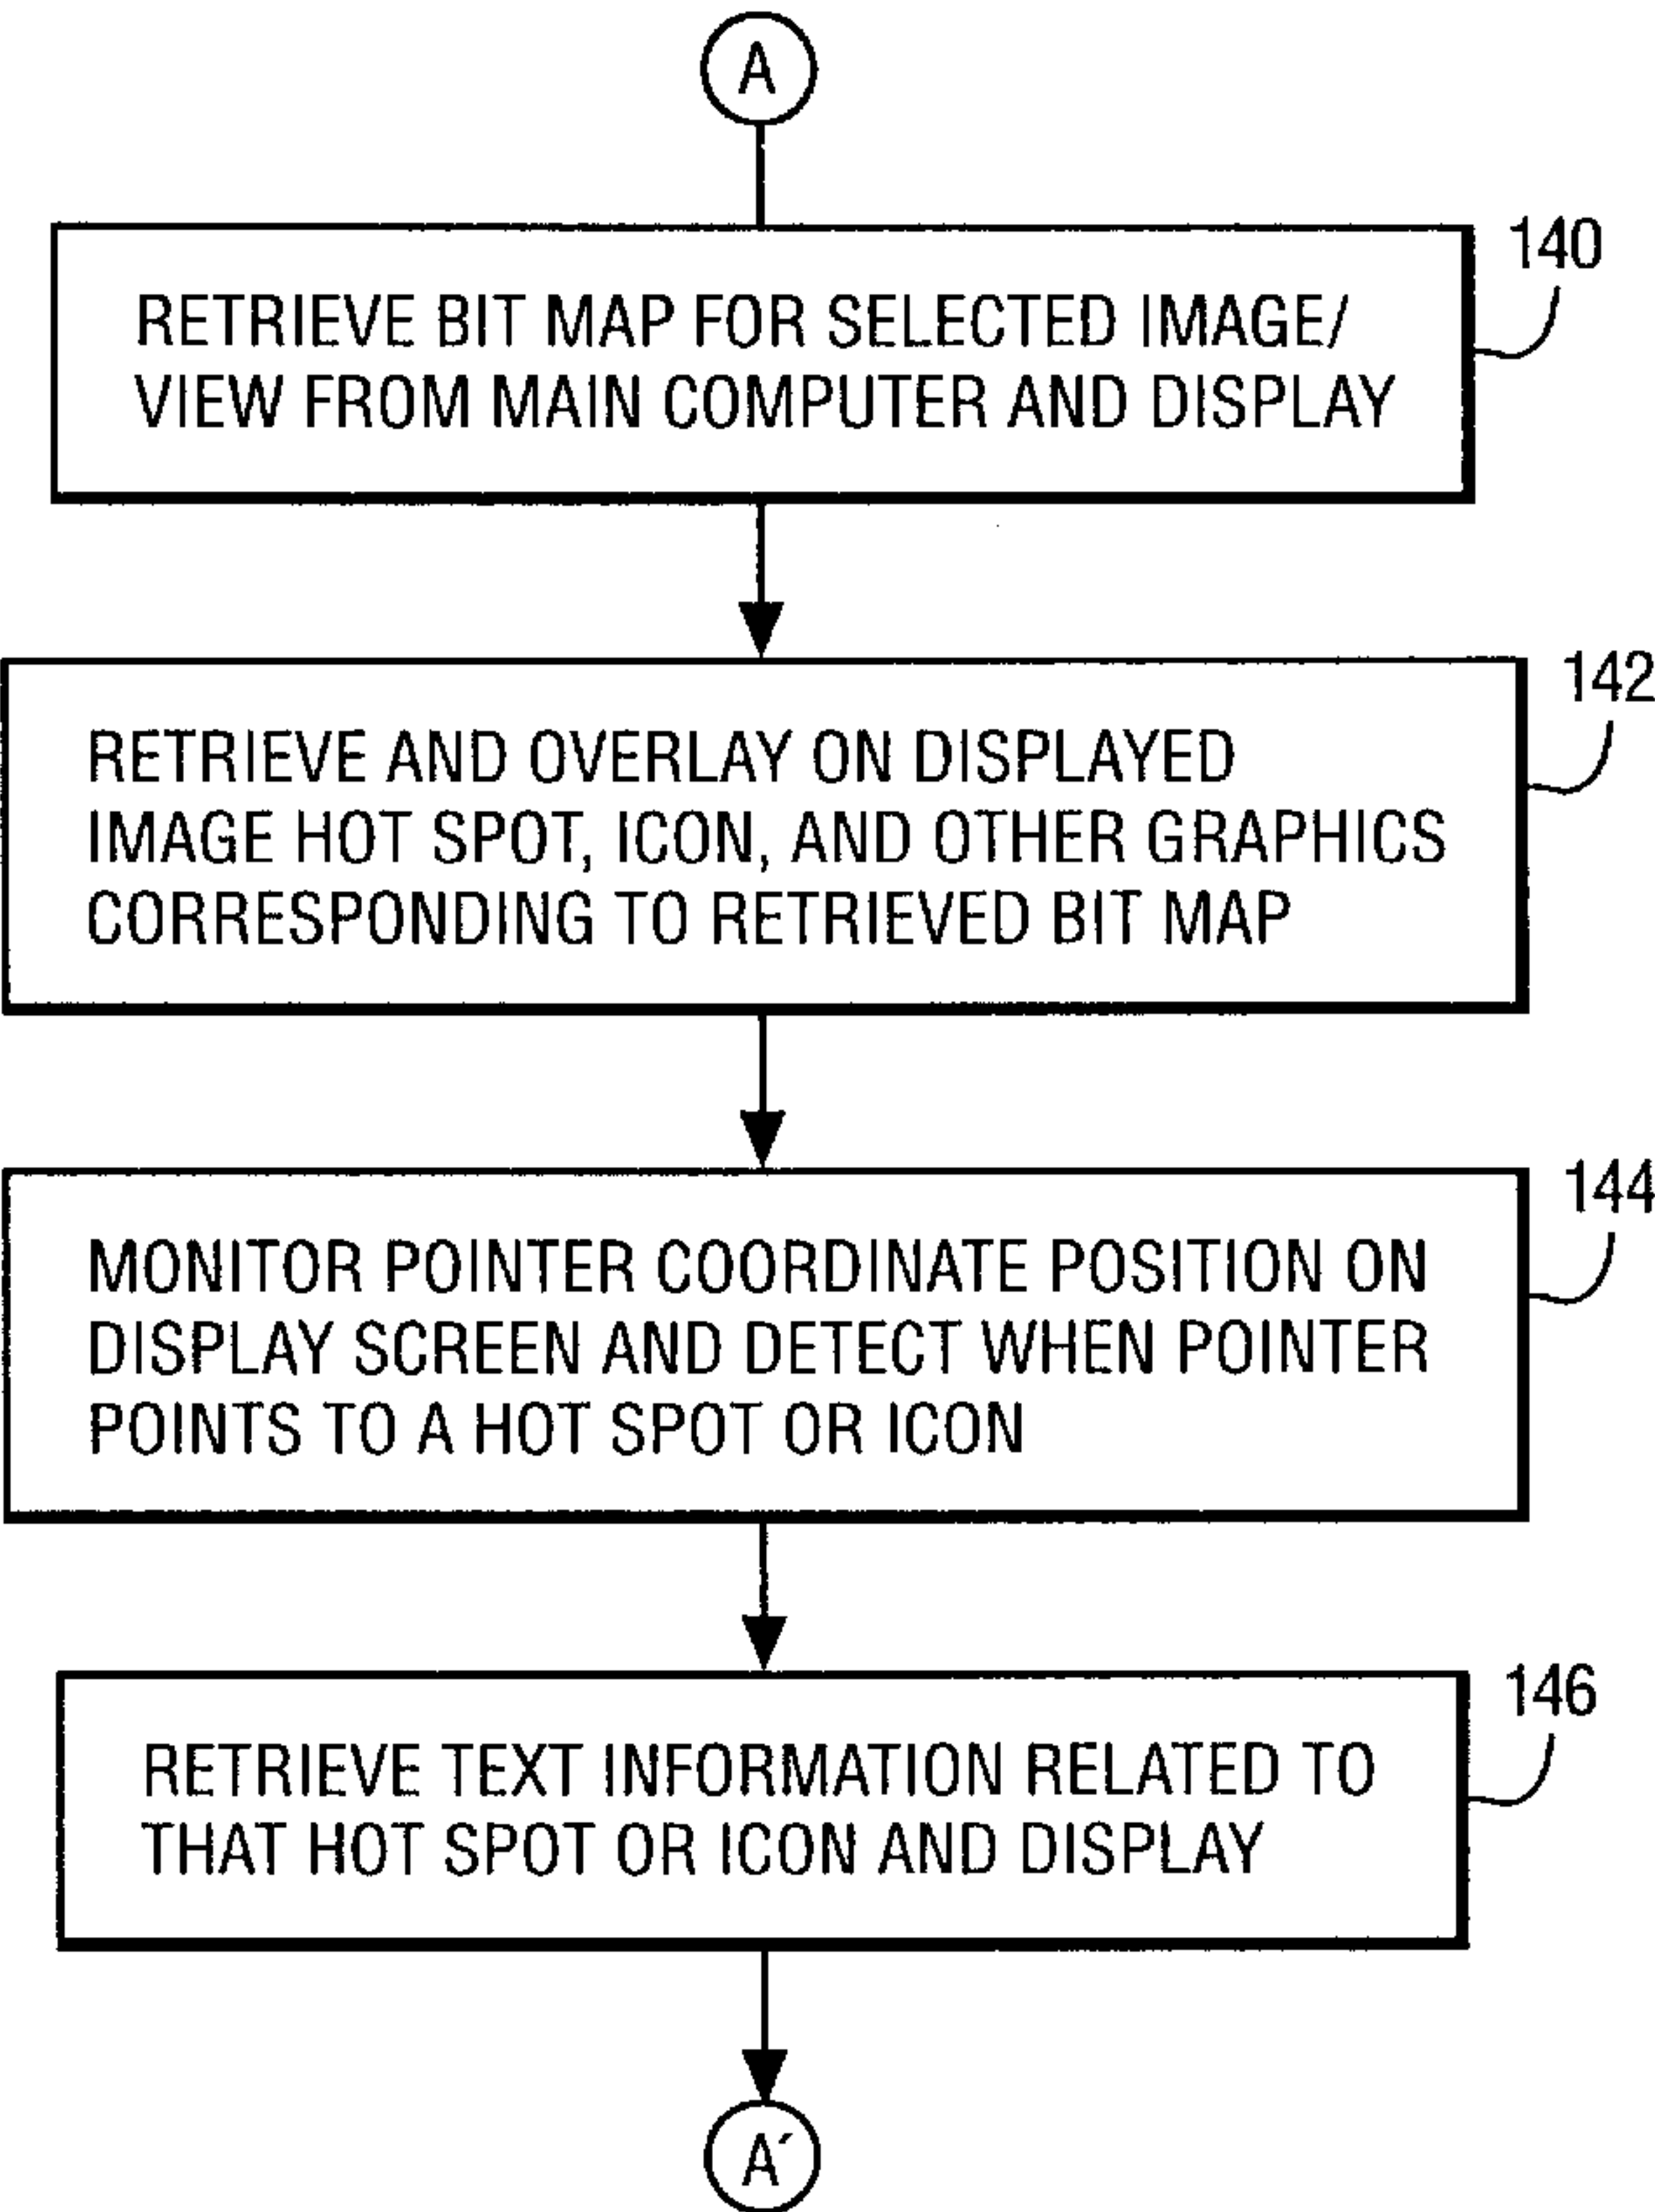 A
140
RETRIEVE BIT MAP FOR SELECTED IMAGE/
VIEW FROM MAIN COMPUTER AND DISPLAY
142
RETRIEVE AND OVERLAY ON DISPLAYED
IMAGE HOT SPOT, ICON, AND OTHER GRAPHICS
CORRESPONDING TO RETRIEVED BIT MAP
144
MONITOR POINTER COORDINATE POSITION ON
DISPLAY SCREEN AND DETECT WHEN POINTER
POINTS TO A HOT SPOT OR ICON
146
RETRIEVE TEXT INFORMATION RELATED TO
THAT HOT SPOT OR ICON AND DISPLAY
A´